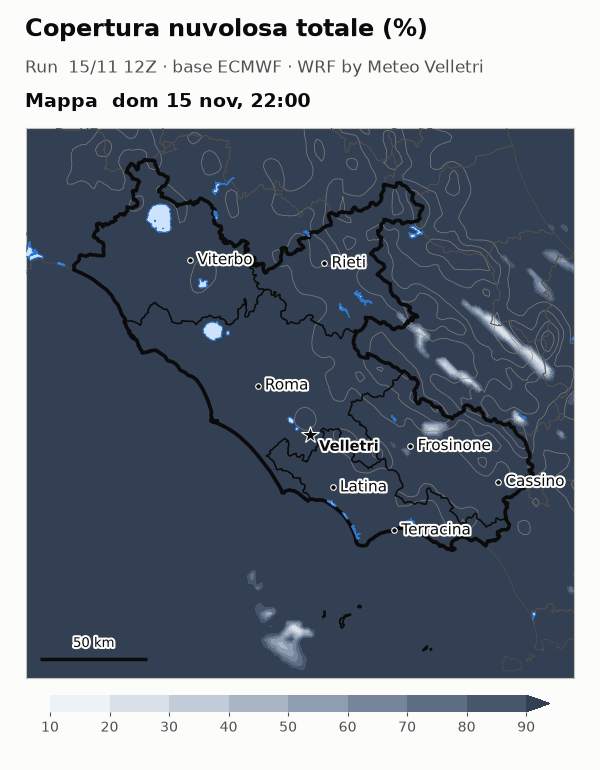 Copertura nuvolosa totale (%)
Run  15/11 12Z · base ECMWF · WRF by Meteo Velletri
Mappa  dom 15 nov, 22:00
Viterbo
Rieti
Roma
Velletri
Frosinone
Latina
Cassino
Terracina
50 km
10 20 30 40 50 60 70 80 90